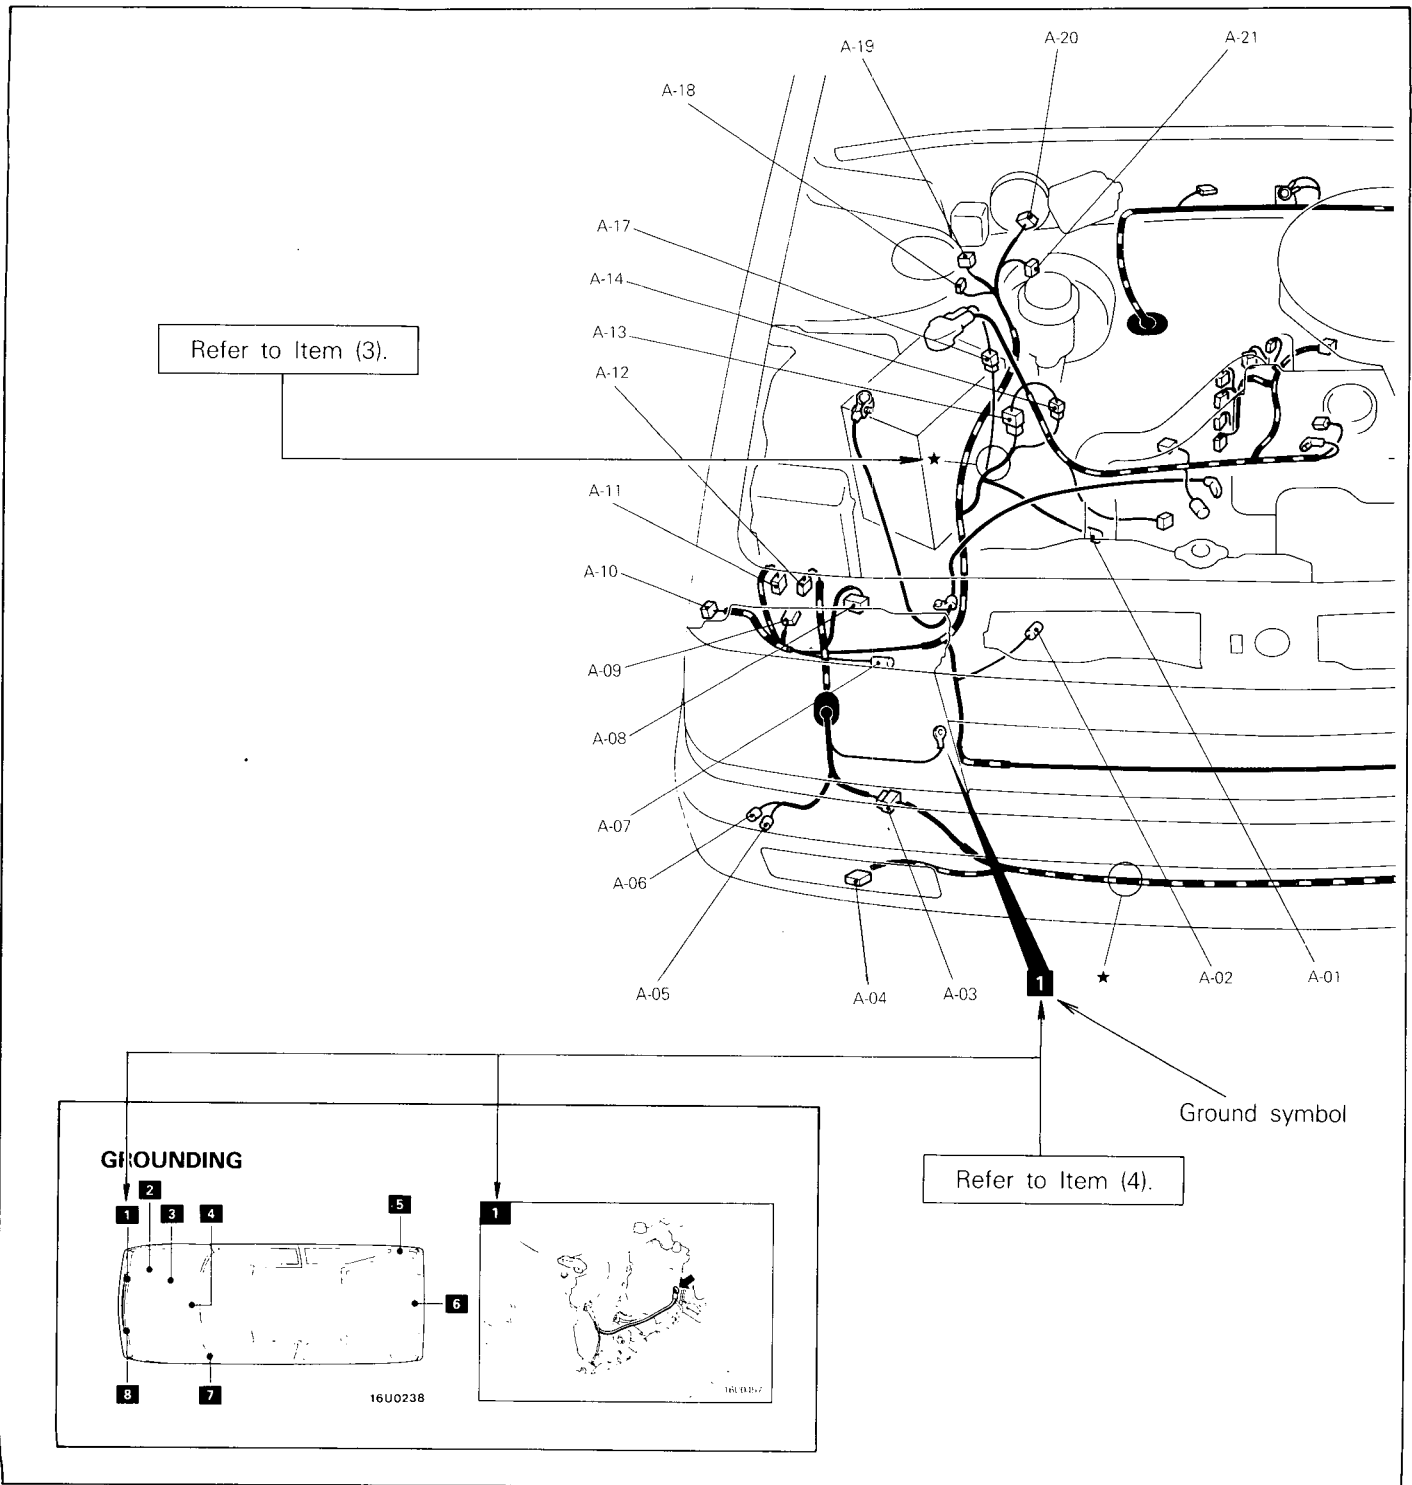 A-19
A-20
A-21
A-18
A-17
A-14
A-13
Refer to Item (3).
A-12
★
A-11
A-10
A-09
A-08
A-07
A-06
A-05
A-04
A-03
1
★
A-02
A-01
Ground symbol
Refer to Item (4).
GROUNDING
1
2
3
4
5
6
7
8
16U0238
1
16U0357